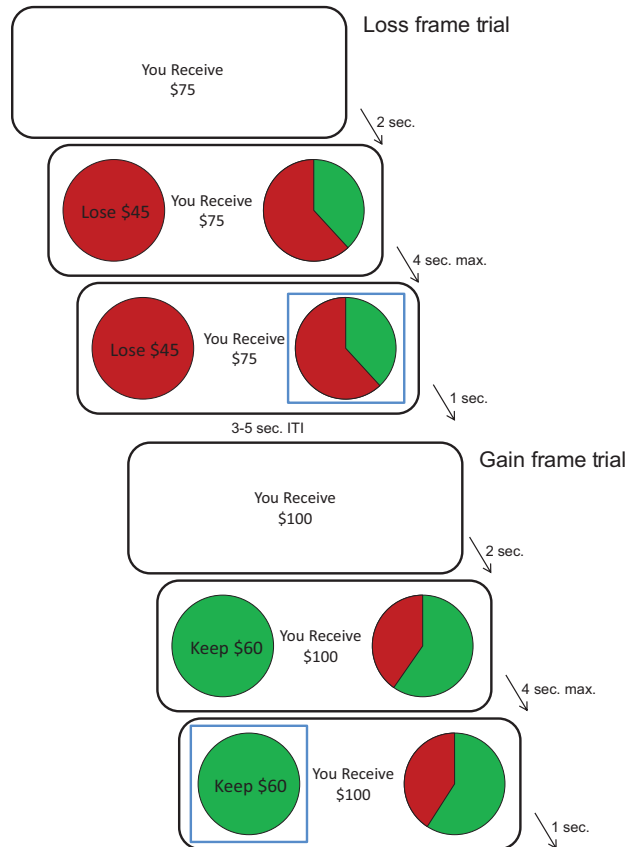 Loss frame trial
You Receive
$75
2 sec.
Lose $45
You Receive
$75
4 sec. max.
Lose $45
You Receive
$75
1 sec.
3-5 sec. ITI
Gain frame trial
You Receive
$100
2 sec.
Keep $60
You Receive
$100
4 sec. max.
Keep $60
You Receive
$100
1 sec.